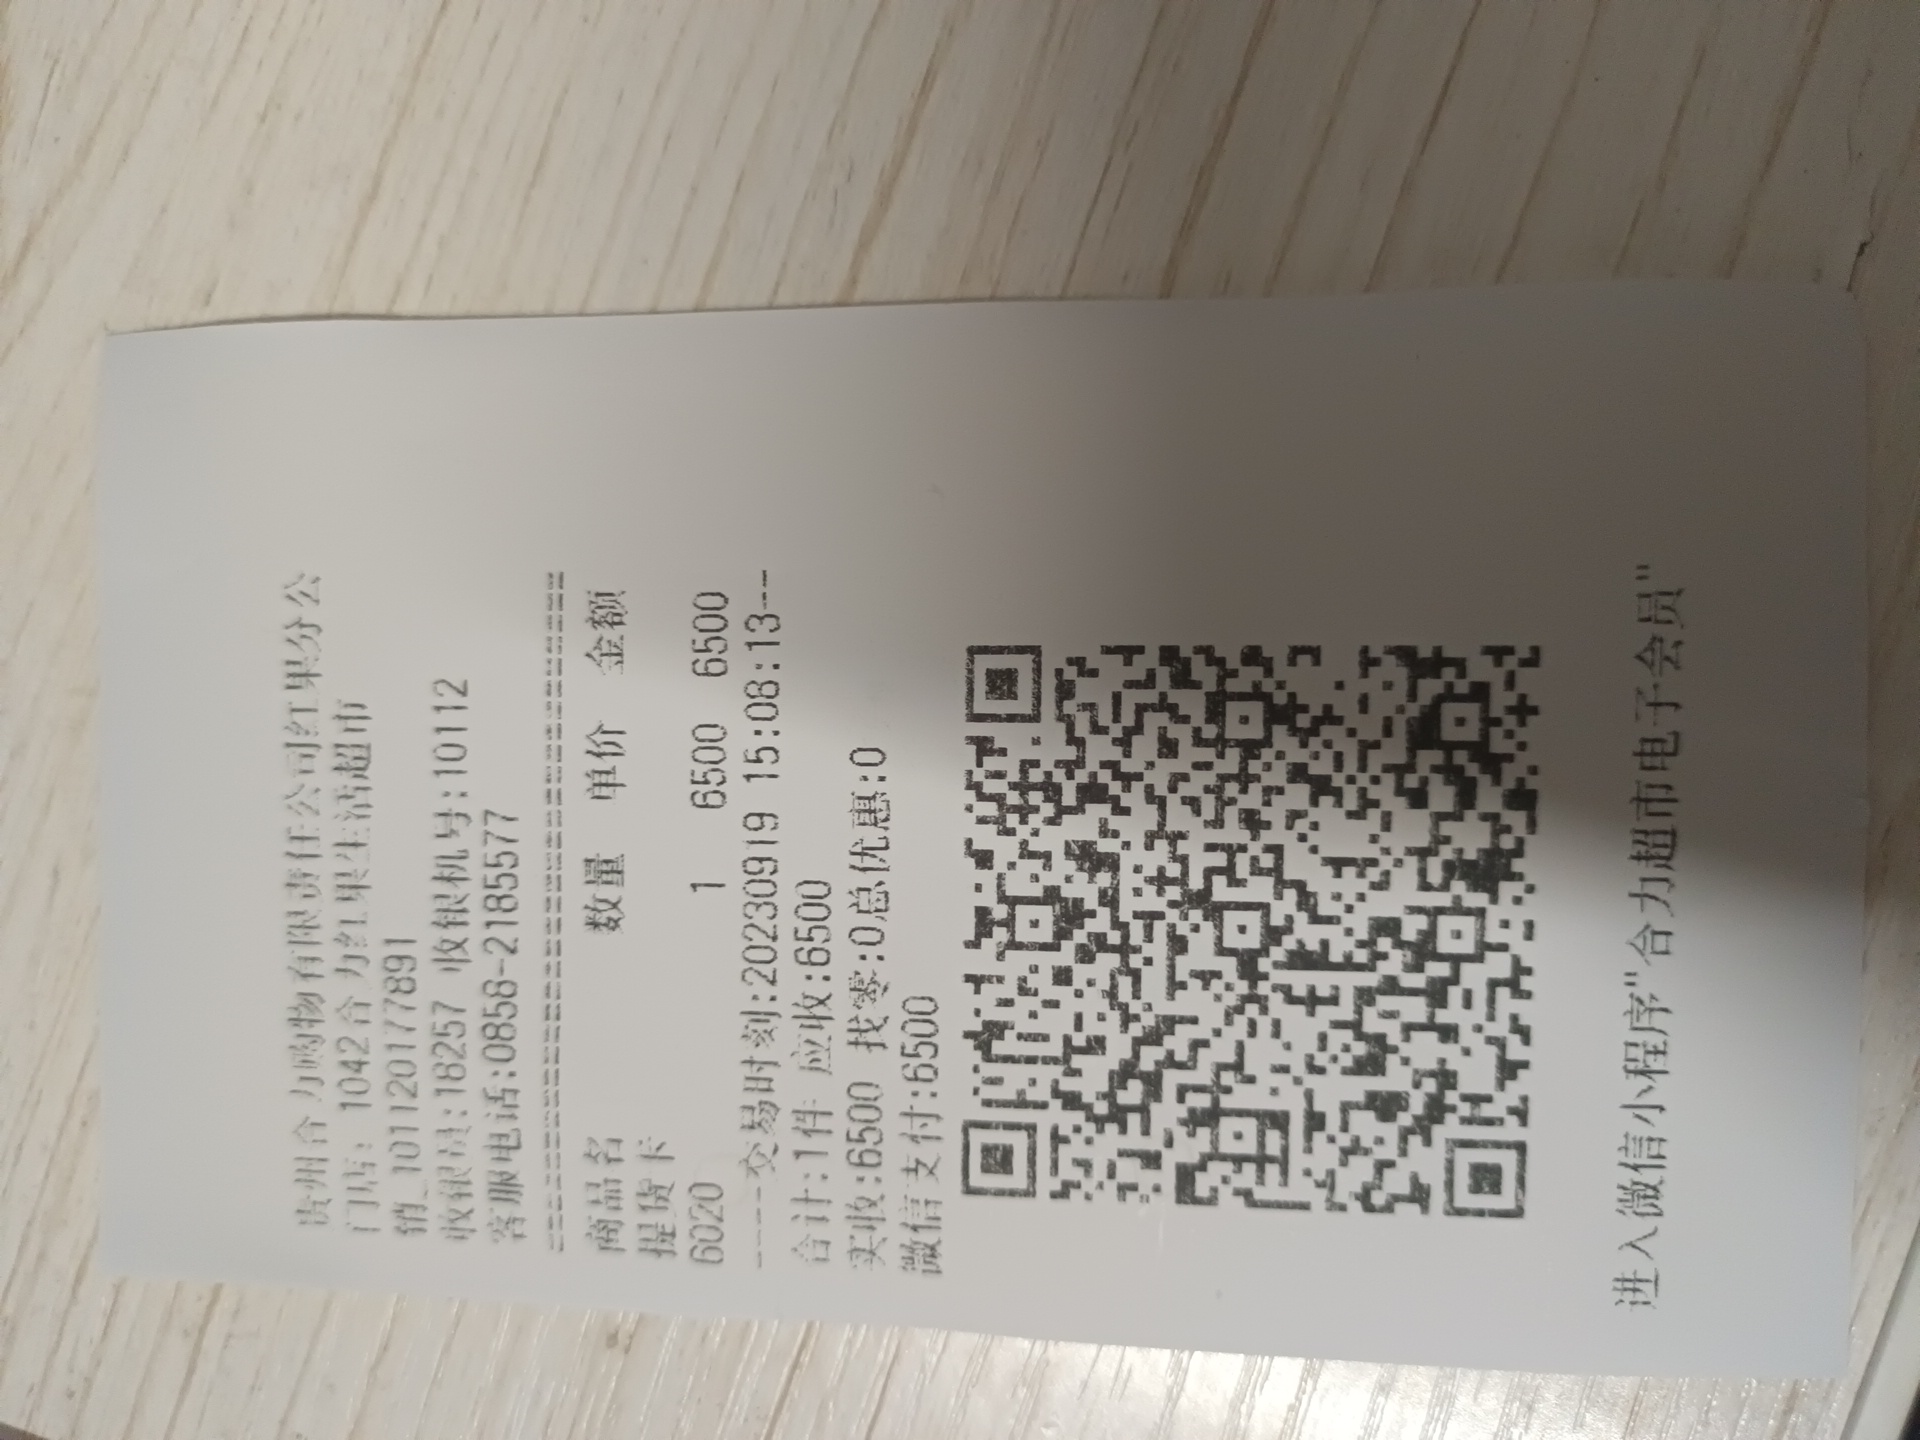 贵州合力购物有限责任公司红果分公
门店: 1042合力红果生活超市
销_1011201778​91
收银员:18257 收银机号:10112
客服电话:0858-2185577
================================
商品名 数量 单价 金额
提货卡
6020 1 6500 6500
----交易时刻:20230919 15:08:13--
合计:1件 应收:6500
实收:6500 找零:0总优惠:0
微信支付:6500
进入微信小程序"合力超市电子会员"